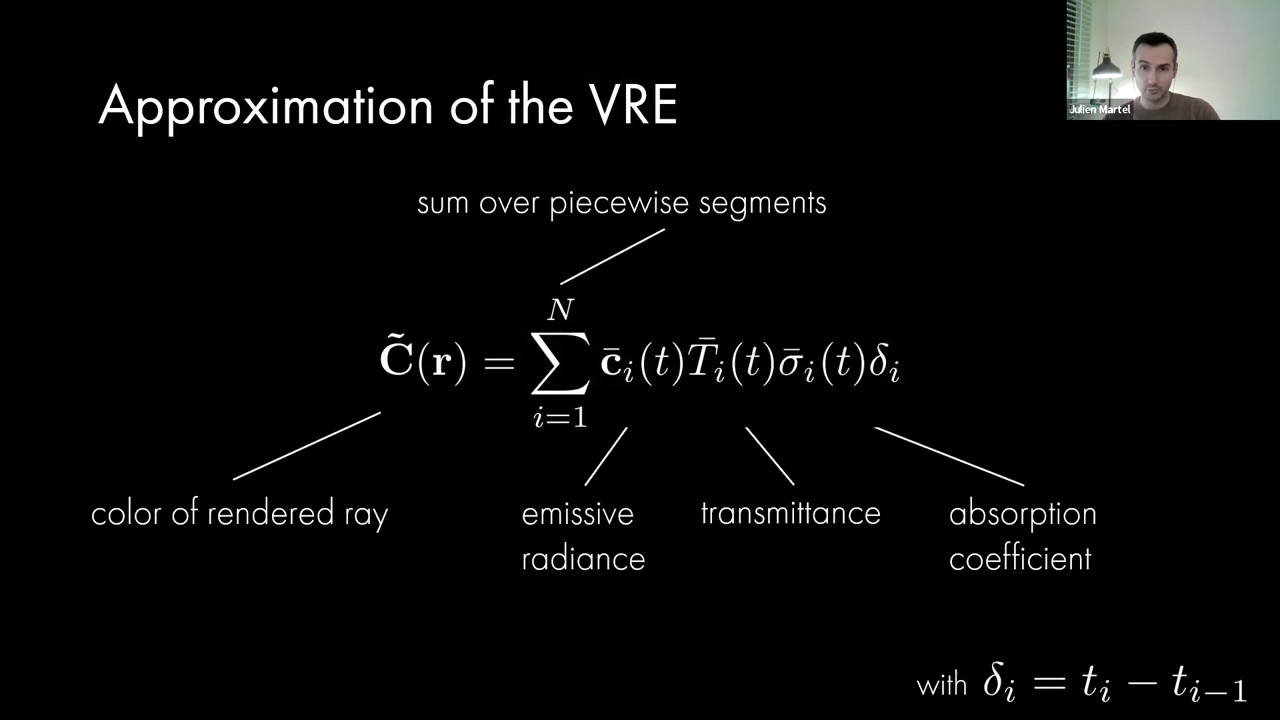 Julien Martel
Approximation of the VRE
sum over piecewise segments
$\tilde{\mathbf{C}}(\mathbf{r}) = \sum_{i=1}^{N} \bar{\mathbf{c}}_i(t) \bar{T}_i(t) \bar{\sigma}_i(t) \delta_i$
color of rendered ray
emissive radiance
transmittance
absorption coefficient
with $\delta_i = t_i - t_{i-1}$